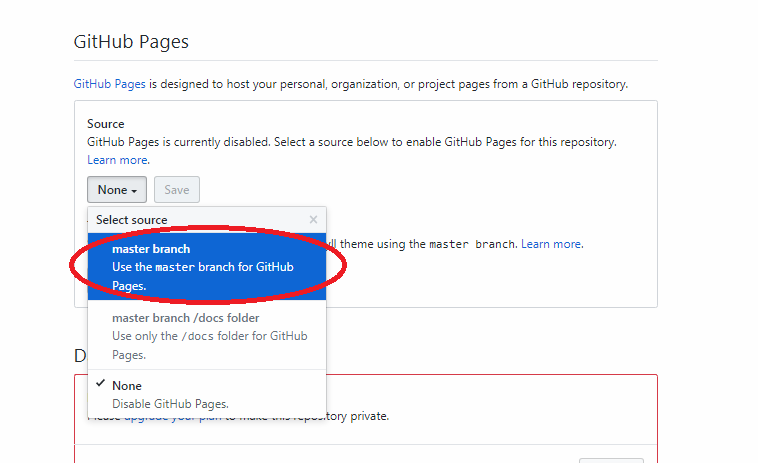 GitHub Pages
GitHub Pages is designed to host your personal, organization, or project pages from a GitHub repository.
Source
GitHub Pages is currently disabled. Select a source below to enable GitHub Pages for this repository.
Learn more.
None
Save
Select source
master branch
Use the master branch for GitHub
Pages.
theme using the master branch. Learn more.
master branch /docs folder
Use only the /docs folder for GitHub
Pages.
D
None
Disable GitHub Pages.
Please upgrade your plan to make this repository private.